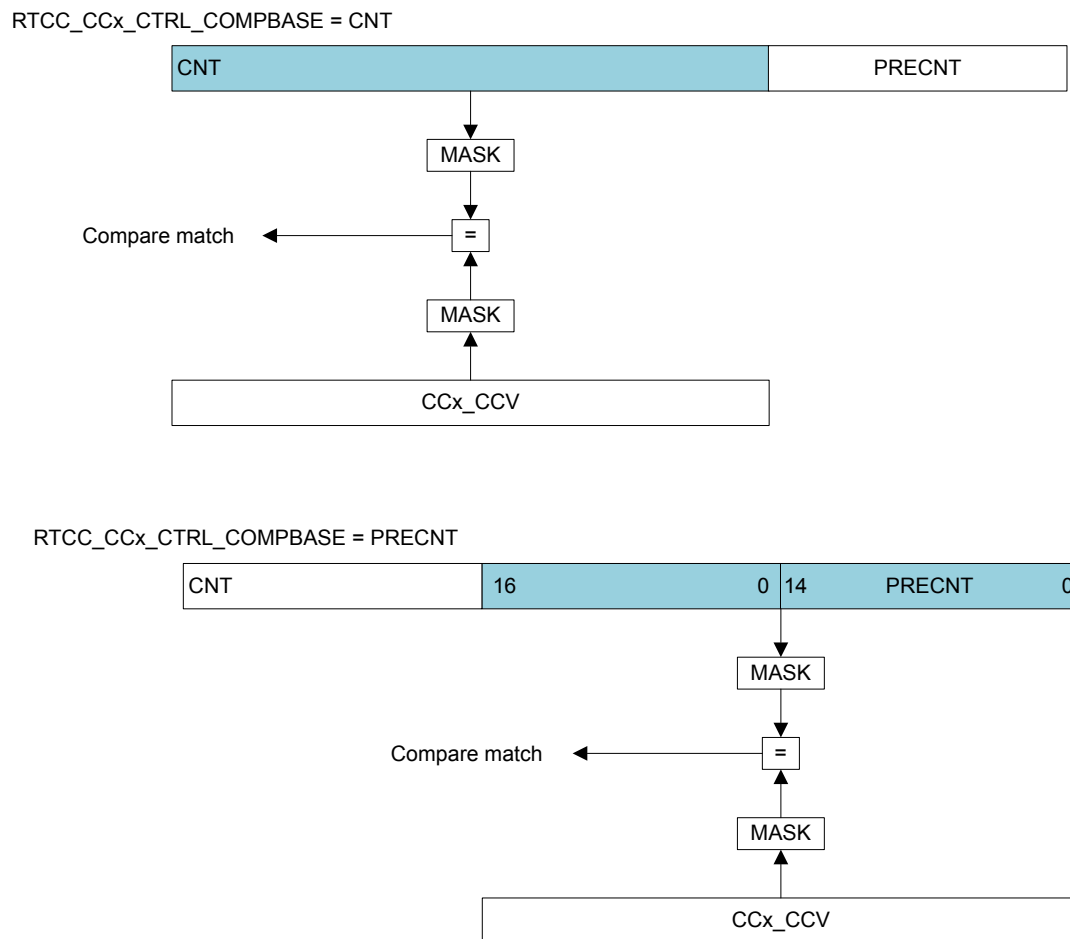 RTCC_CCx_CTRL_COMPBASE = CNT
CNT PRECNT
MASK
Compare match =
MASK
CCx_CCV
RTCC_CCx_CTRL_COMPBASE = PRECNT
CNT 16 0 14 PRECNT 0
MASK
Compare match =
MASK
CCx_CCV